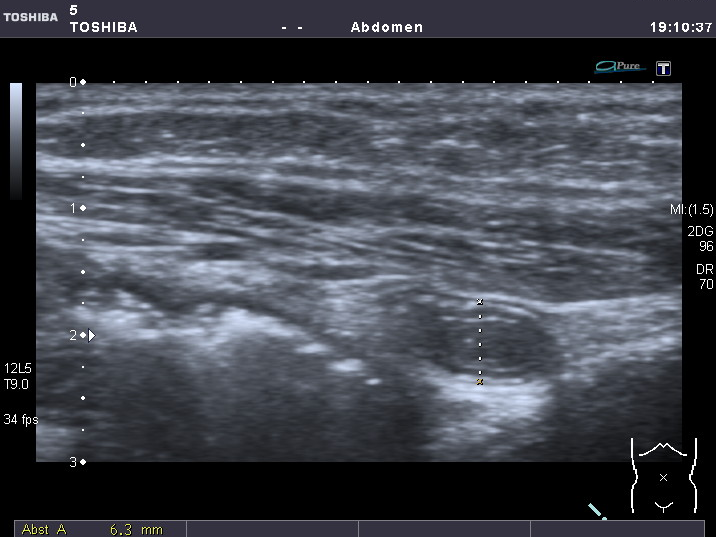 TOSHIBA
5
TOSHIBA - - Abdomen 19:10:37
aPure T
0
1
2
3
MI:(1.5)
2DG
96
DR
70
12L5
T9.0
34 fps
Abst A 6.3 mm